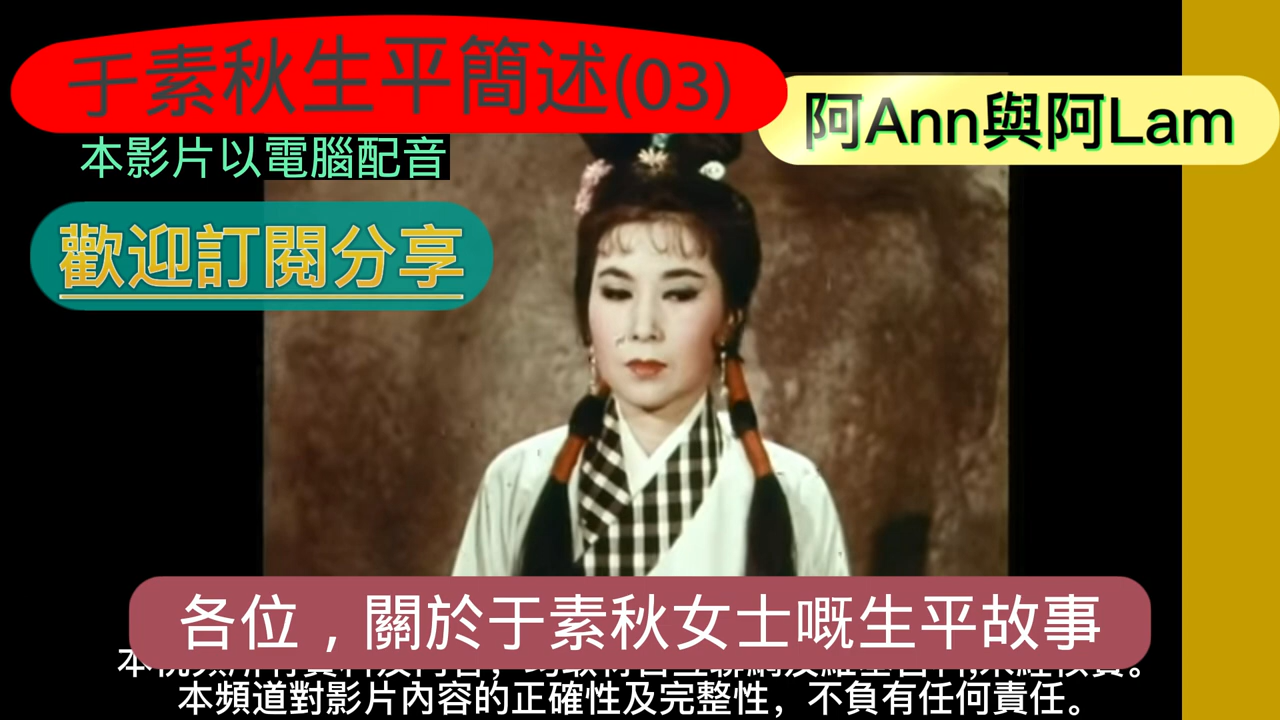 于素秋生平簡述(03)
阿Ann與阿Lam
本影片以電腦配音
歡迎訂閱分享
各位，關於于素秋女士嘅生平故事
本頻道對影片內容的正確性及完整性，不負有任何責任。